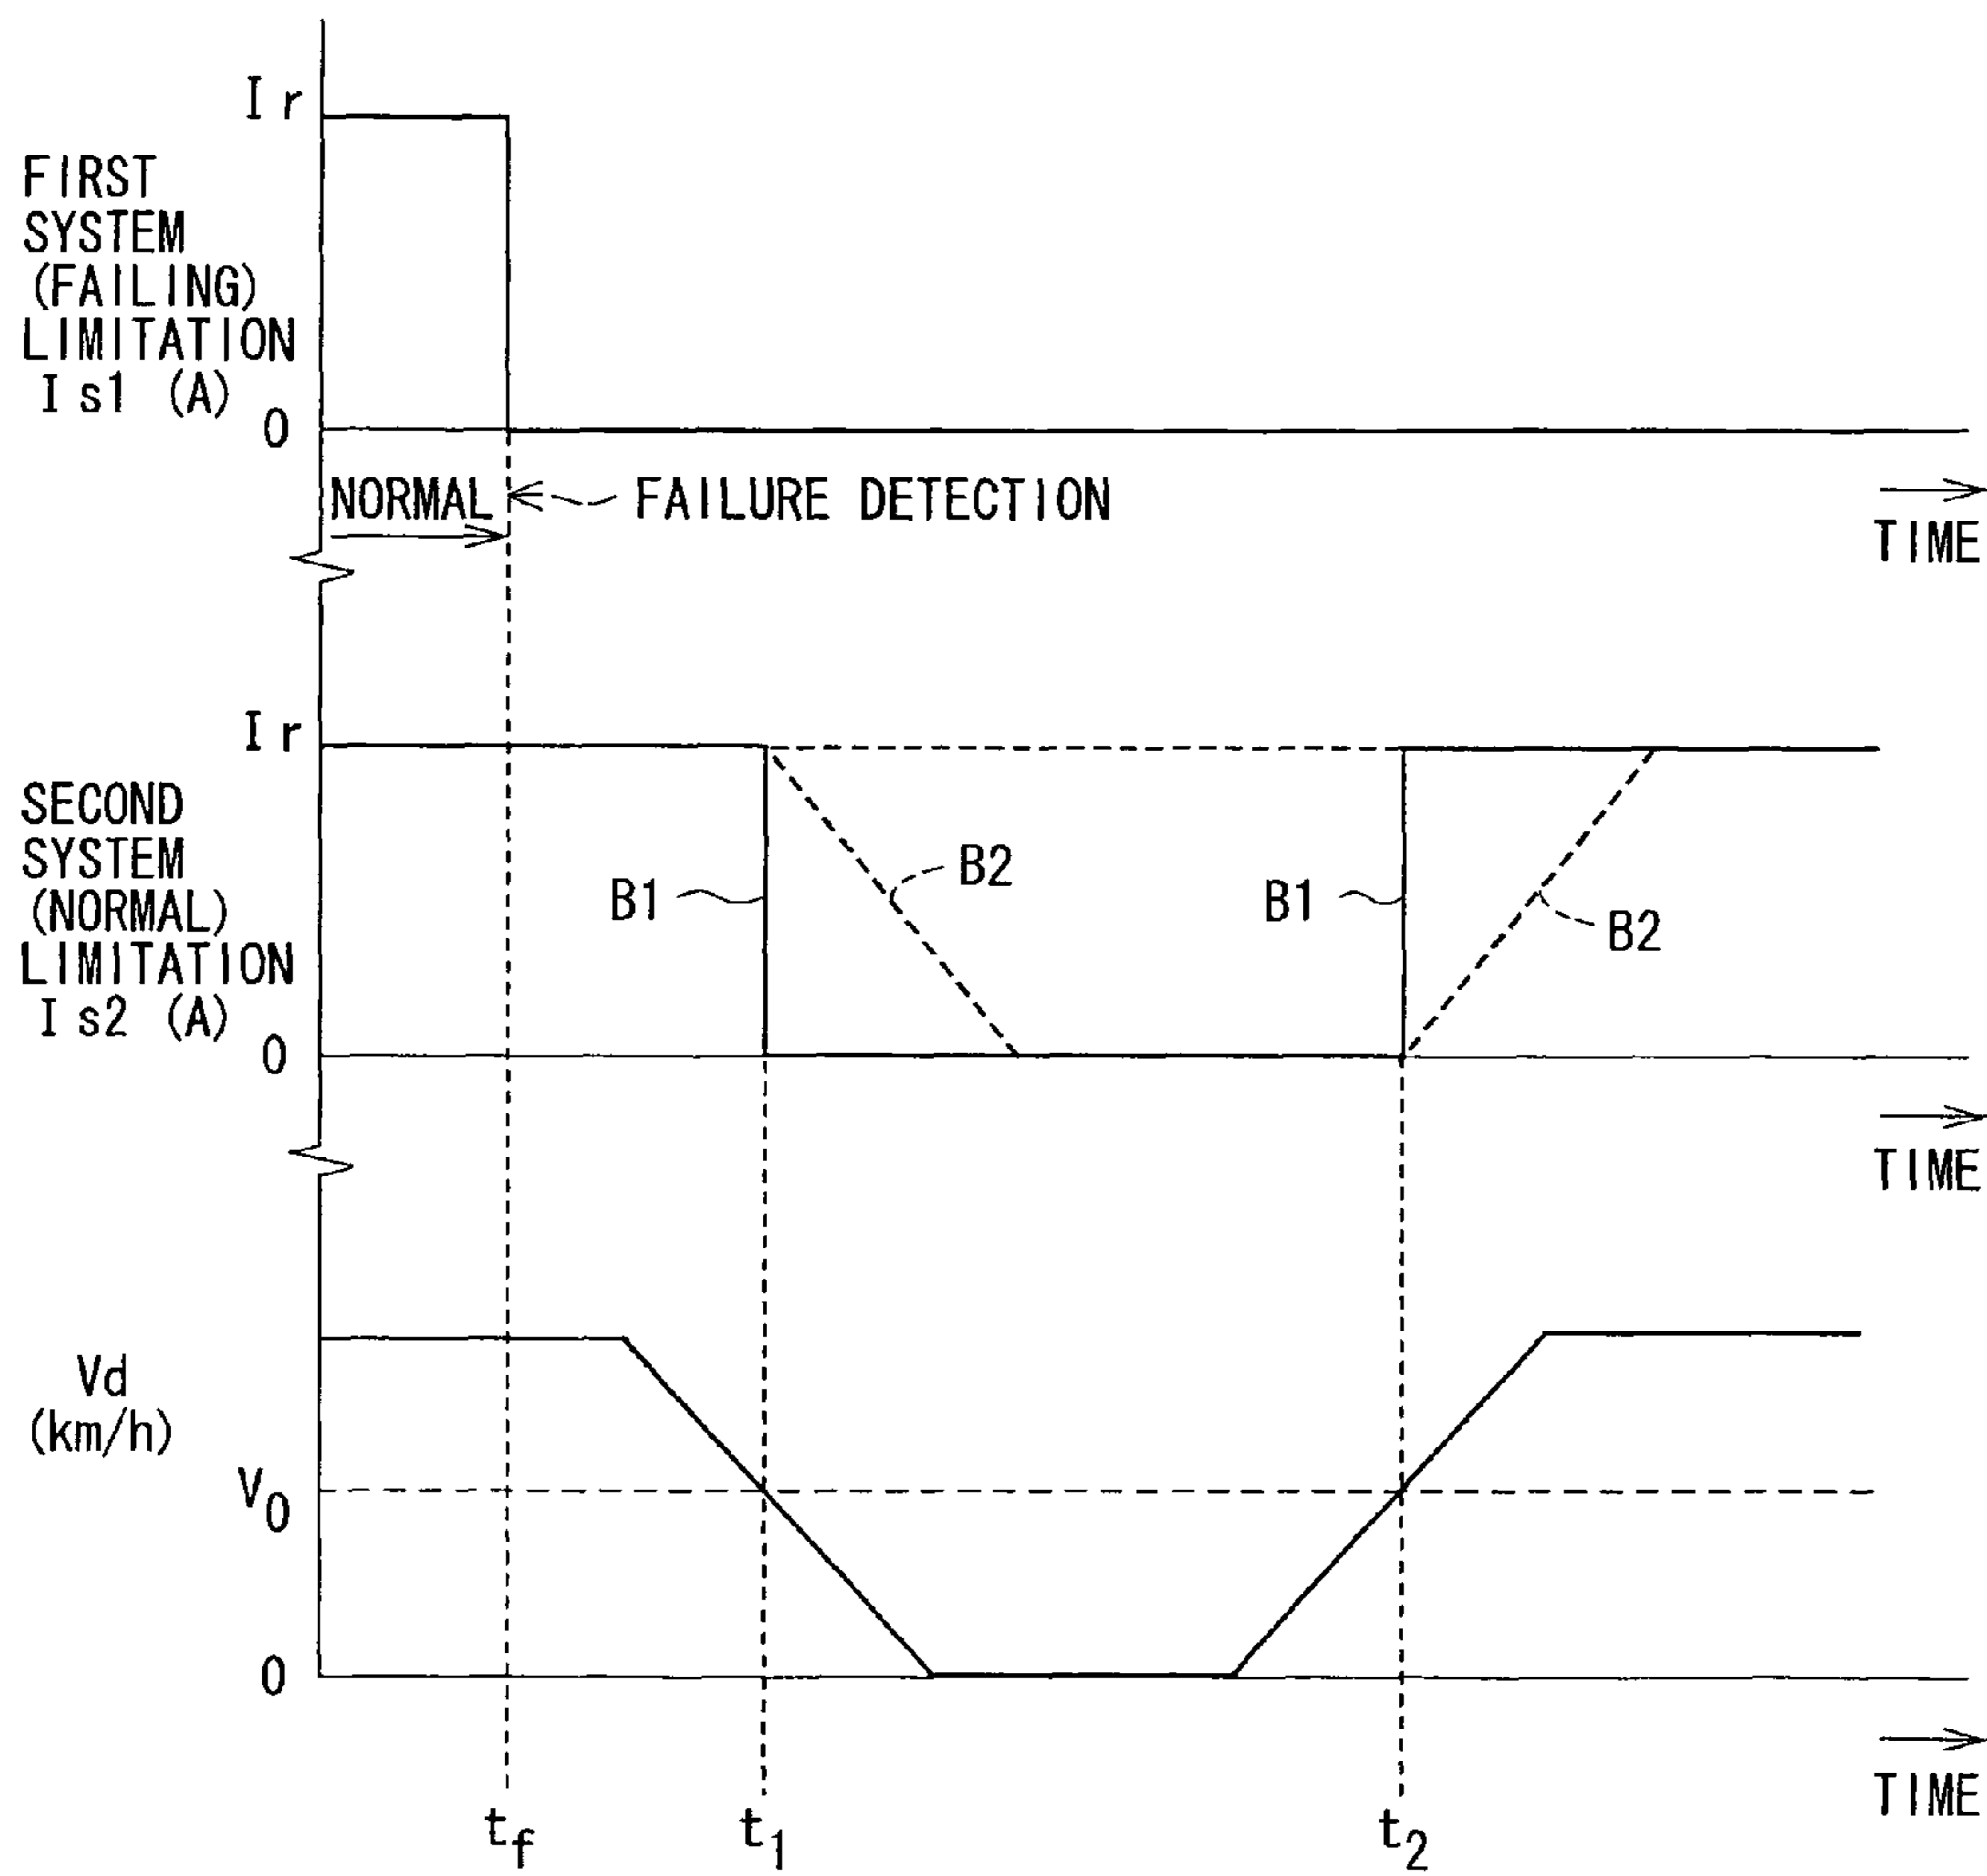 Ir
FIRST
SYSTEM
(FAILING)
LIMITATION
Is1 (A)
0
NORMAL
FAILURE DETECTION
TIME
Ir
SECOND
SYSTEM
(NORMAL)
LIMITATION
Is2 (A)
0
B1
B2
B1
B2
TIME
Vd
(km/h)
V0
0
TIME
tf
t1
t2